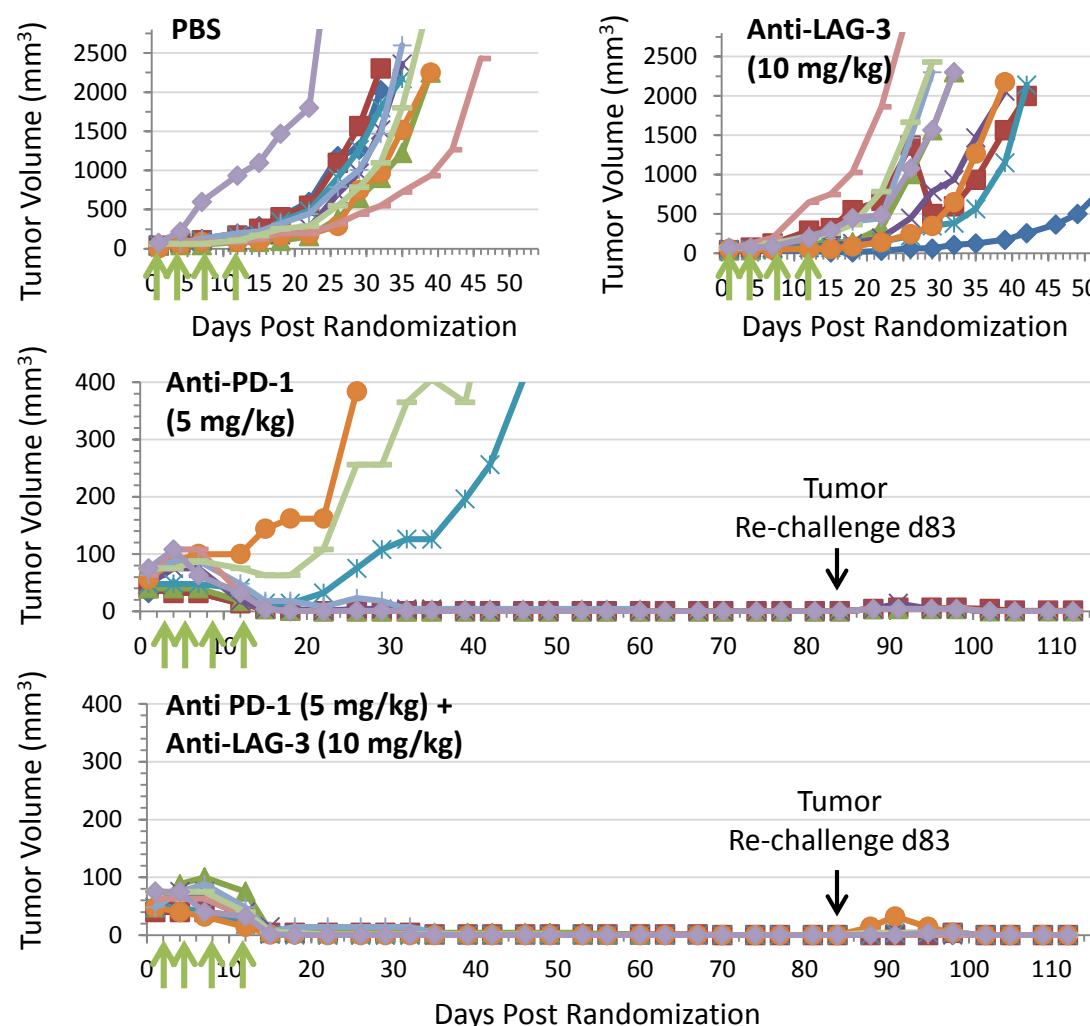 PBS
Tumor Volume (mm³)
2500
2000
1500
1000
500
0
0 5 10 15 20 25 30 35 40 45 50
Days Post Randomization
Anti-LAG-3
(10 mg/kg)
Tumor Volume (mm³)
2500
2000
1500
1000
500
0
0 5 10 15 20 25 30 35 40 45 50
Days Post Randomization
Anti-PD-1
(5 mg/kg)
Tumor Volume (mm³)
400
300
200
100
0
Tumor
Re-challenge d83
0 10 20 30 40 50 60 70 80 90 100 110
Anti PD-1 (5 mg/kg) +
Anti-LAG-3 (10 mg/kg)
Tumor Volume (mm³)
400
300
200
100
0
Tumor
Re-challenge d83
0 10 20 30 40 50 60 70 80 90 100 110
Days Post Randomization